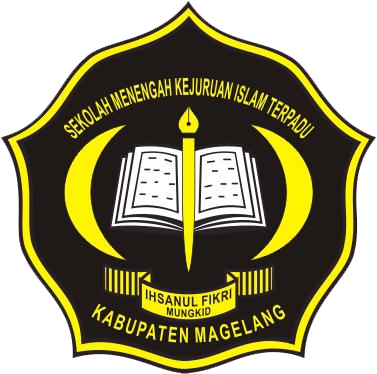 SEKOLAH MENENGAH KEJURUAN ISLAM TERPADU
IHSANUL FIKRI
MUNGKID
KABUPATEN MAGELANG